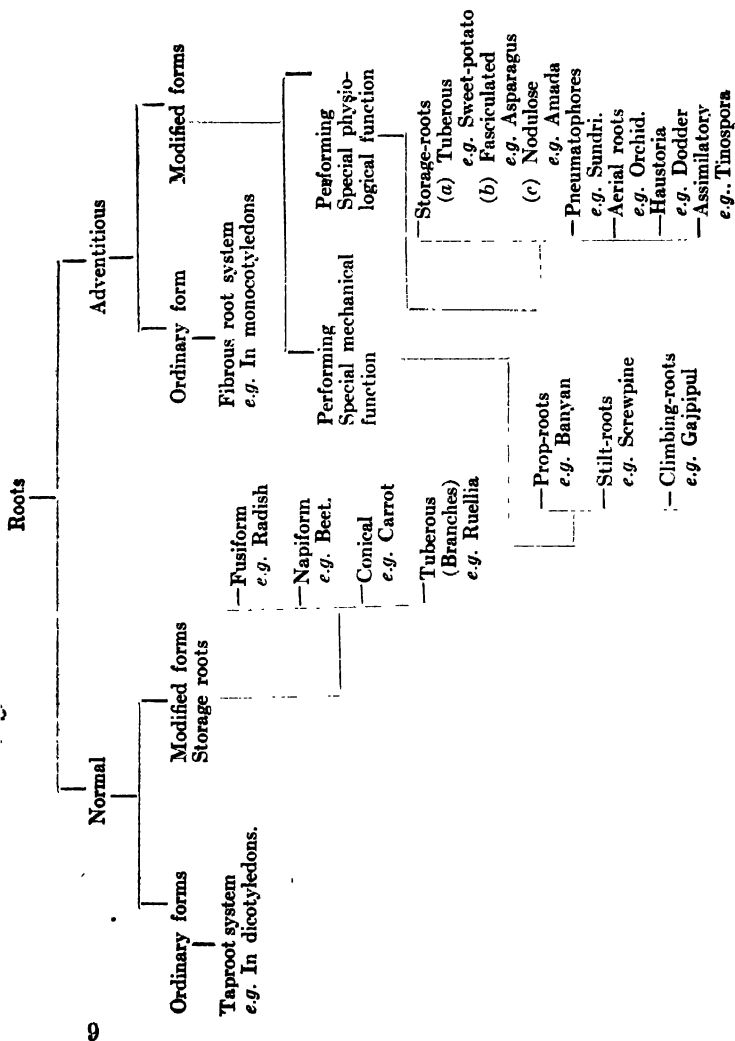 Roots
Normal
Ordinary forms
Taproot system
e.g. In dicotyledons.
Modified forms
Storage roots
—Fusiform
e.g. Radish
—Napiform
e.g. Beet.
—Conical
e.g. Carrot
—Tuberous
(Branches)
e.g. Ruellia
Adventitious
Ordinary form
Fibrous root system
e.g. In monocotyledons
Modified forms
Performing
Special mechanical
function
—Prop-roots
e.g. Banyan
—Stilt-roots
e.g. Screwpine
—Climbing-roots
e.g. Gajpipul
Performing
Special physio-
logical function
—Storage-roots
(a) Tuberous
e.g. Sweet-potato
(b) Fasciculated
e.g. Asparagus
(c) Nodulose
e.g. Amada
—Pneumatophores
e.g. Sundri.
—Aerial roots
e.g. Orchid.
—Haustoria
e.g. Dodder
—Assimilatory
e.g.. Tinospora
9